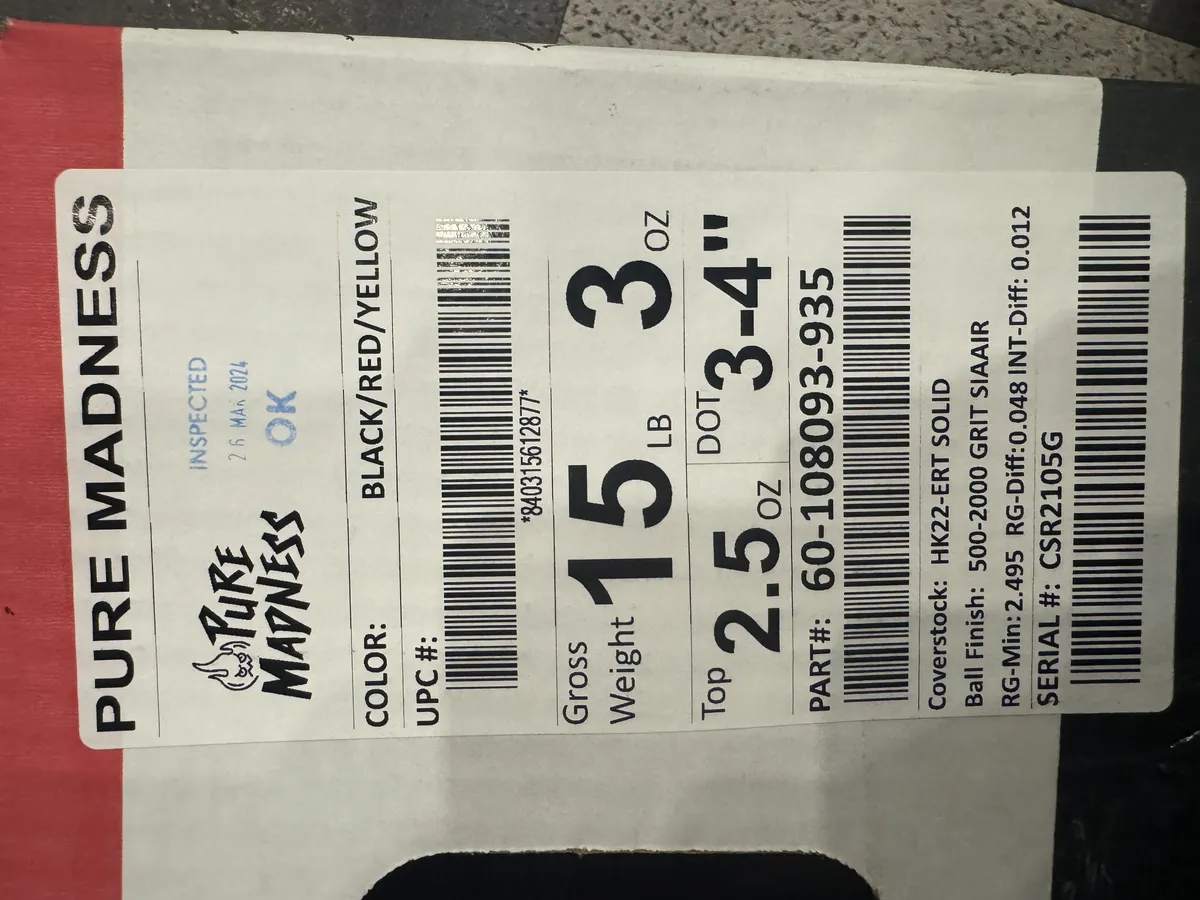 PURE MADNESS
INSPECTED
26 MAR 2024
OK
PURE
MADNESS
COLOR: BLACK/RED/YELLOW
UPC #:
*840315612877*
Gross Weight 15 LB 3 OZ
Top 2.5 OZ DOT 3-4"
PART#: 60-108093-935
Coverstock: HK22-ERT SOLID
Ball Finish: 500-2000 GRIT SIAAIR
RG-Min: 2.495 RG-Diff:0.048 INT-Diff: 0.012
SERIAL #: CSR2105G